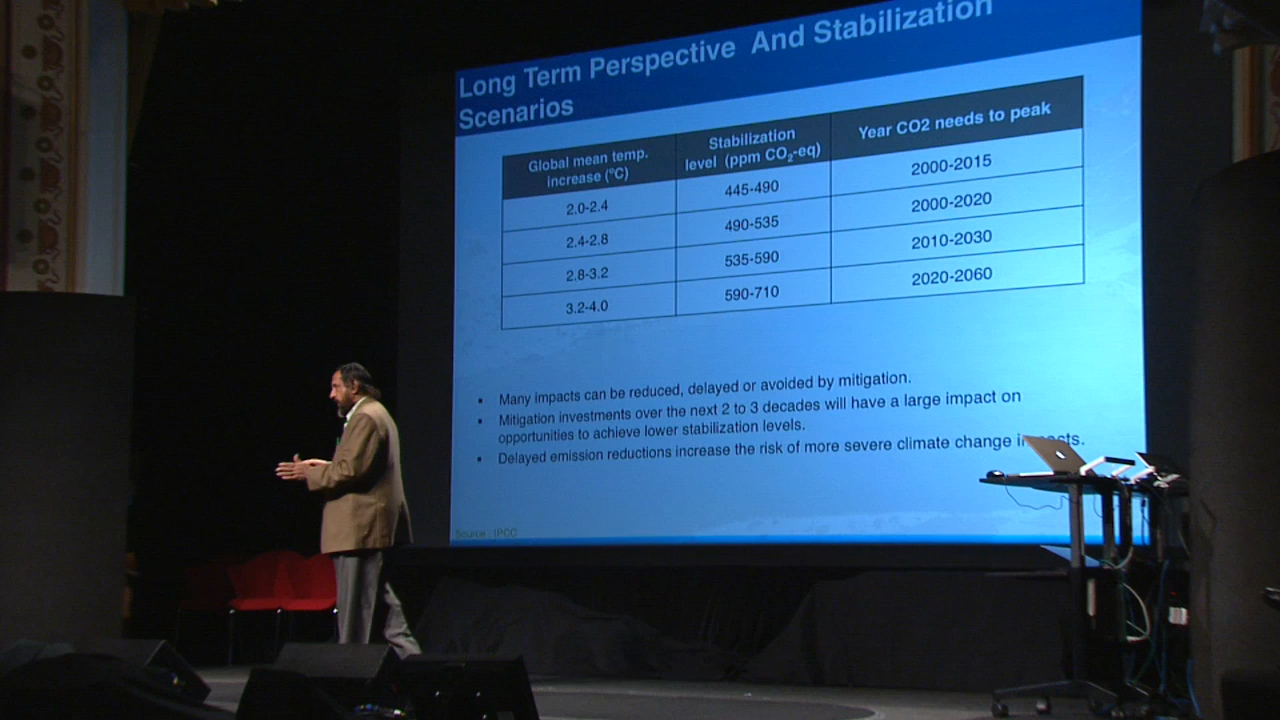 Long Term Perspective And Stabilization
Scenarios
Global mean temp.
increase (ºC)
Stabilization
level (ppm CO₂-eq)
Year CO2 needs to peak
2.0-2.4
445-490
2000-2015
2.4-2.8
490-535
2000-2020
2.8-3.2
535-590
2010-2030
3.2-4.0
590-710
2020-2060
• Many impacts can be reduced, delayed or avoided by mitigation.
• Mitigation investments over the next 2 to 3 decades will have a large impact on
opportunities to achieve lower stabilization levels.
• Delayed emission reductions increase the risk of more severe climate change
Source : IPCC